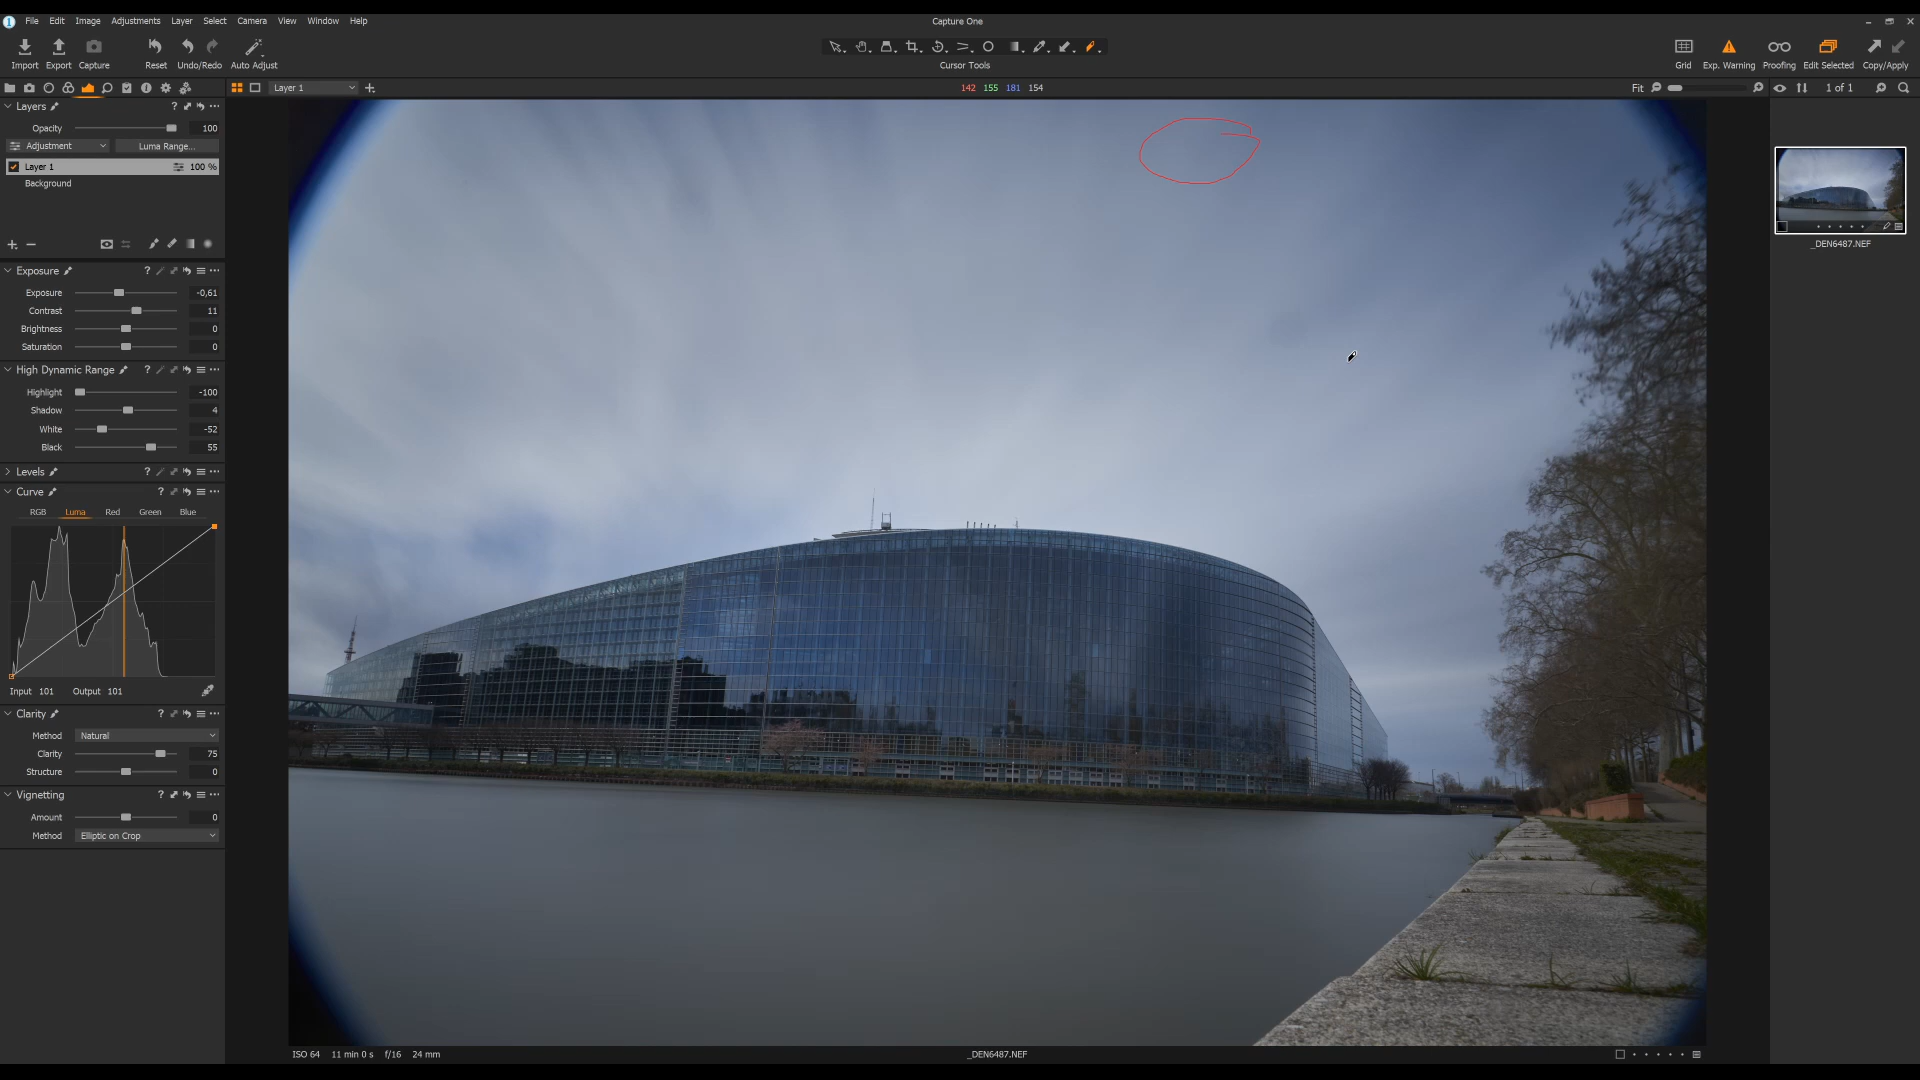 File Edit Image Adjustments Layer Select Camera View Window Help
Capture One
Import Export Capture Reset Undo/Redo Auto Adjust
Cursor Tools
Grid Exp. Warning Proofing Edit Selected Copy/Apply
Layer 1
142 155 181 154
Fit
1 of 1
Layers
Opacity 100
Adjustment Luma Range...
Layer 1 100 %
Background
Exposure
Exposure -0,61
Contrast 11
Brightness 0
Saturation 0
High Dynamic Range
Highlight -100
Shadow 4
White -52
Black 55
Levels
Curve
RGB Luma Red Green Blue
Input 101 Output 101
Clarity
Method Natural
Clarity 75
Structure 0
Vignetting
Amount 0
Method Elliptic on Crop
ISO 64 11 min 0 s f/16 24 mm
_DEN6487.NEF
_DEN6487.NEF